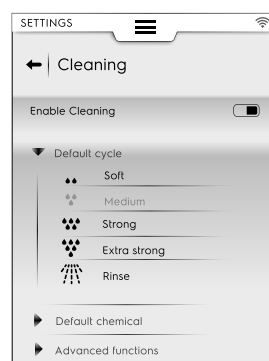 SETTINGS
Cleaning
Enable Cleaning
Default cycle
Soft
Medium
Strong
Extra strong
Rinse
Default chemical
Advanced functions